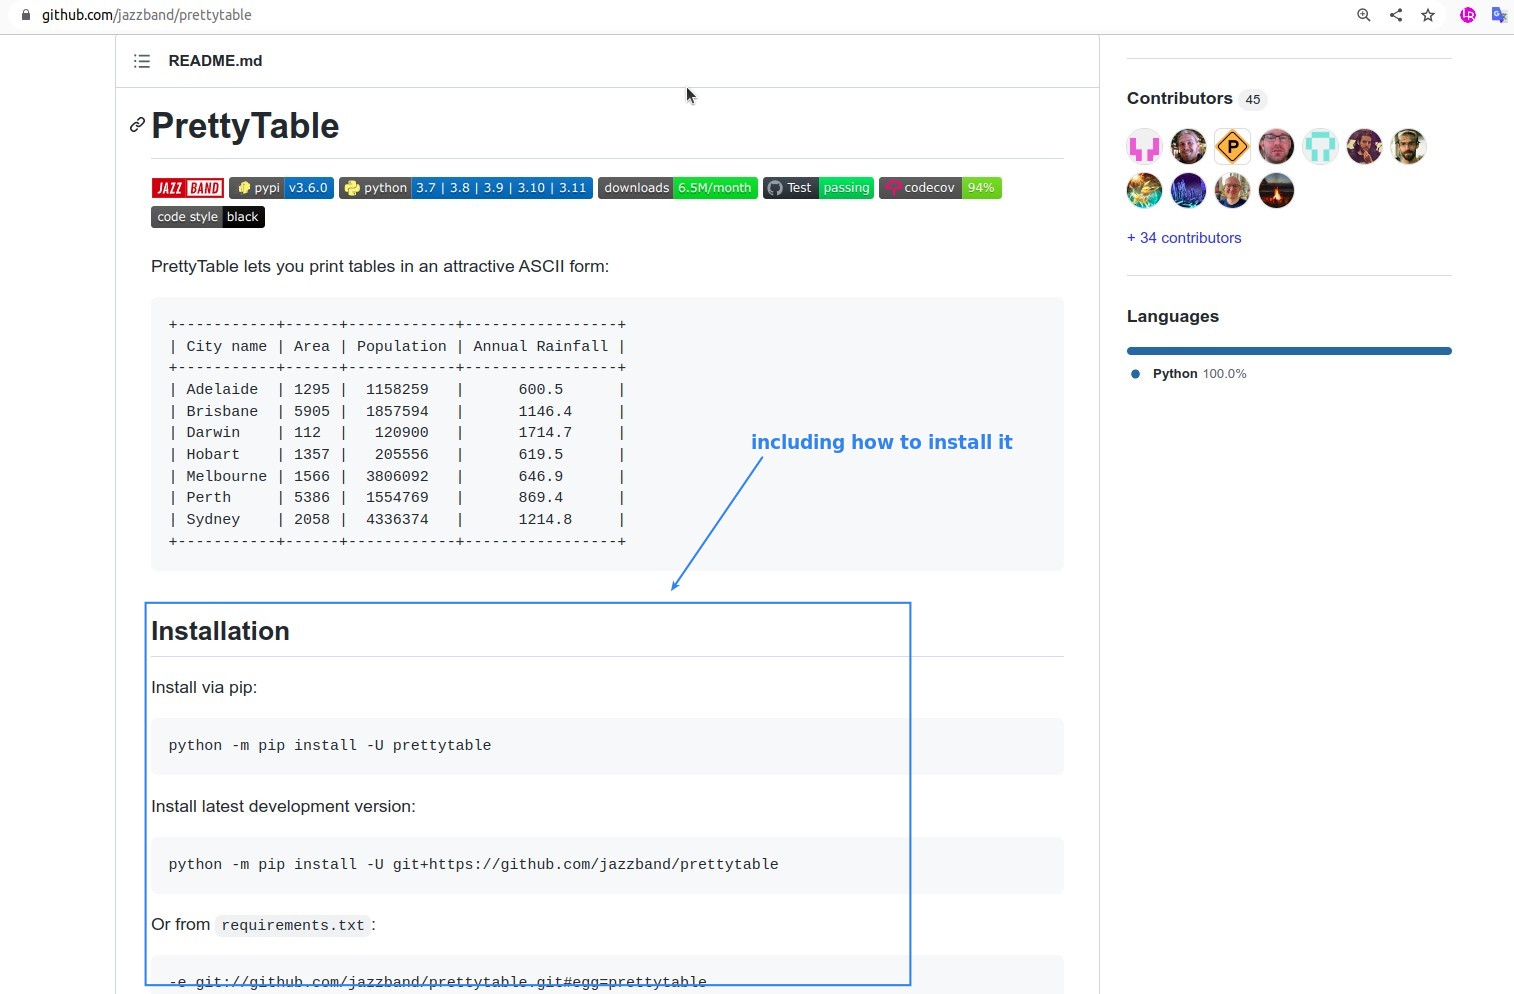 github.com/jazzband/prettytable
README.md
PrettyTable
JAZZ BAND pypi v3.6.0 python 3.7 | 3.8 | 3.9 | 3.10 | 3.11 downloads 6.5M/month Test passing codecov 94%
code style black
PrettyTable lets you print tables in an attractive ASCII form:
+-----------+------+------------+-----------------+
| City name | Area | Population | Annual Rainfall |
+-----------+------+------------+-----------------+
| Adelaide  | 1295 |  1158259   |      600.5      |
| Brisbane  | 5905 |  1857594   |      1146.4     |
| Darwin    | 112  |   120900   |      1714.7     |
| Hobart    | 1357 |   205556   |      619.5      |
| Melbourne | 1566 |  3806092   |      646.9      |
| Perth     | 5386 |  1554769   |      869.4      |
| Sydney    | 2058 |  4336374   |      1214.8     |
+-----------+------+------------+-----------------+
including how to install it
Installation
Install via pip:
python -m pip install -U prettytable
Install latest development version:
python -m pip install -U git+https://github.com/jazzband/prettytable
Or from requirements.txt:
-e git://github.com/jazzband/prettytable.git#egg=prettytable
Contributors 45
P
+ 34 contributors
Languages
Python 100.0%